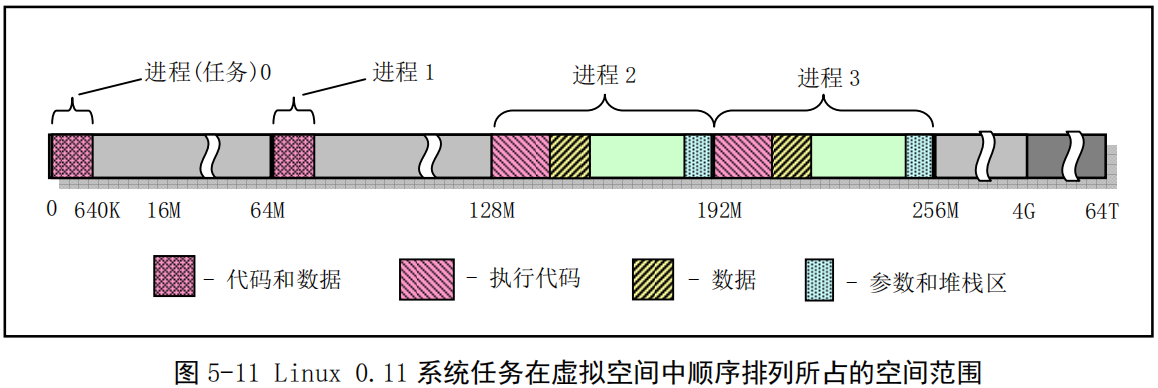 进程(任务)0 进程 1 进程 2 进程 3
0 640K 16M 64M 128M 192M 256M 4G 64T
- 代码和数据 - 执行代码 - 数据 - 参数和堆栈区
图 5-11 Linux 0.11 系统任务在虚拟空间中顺序排列所占的空间范围